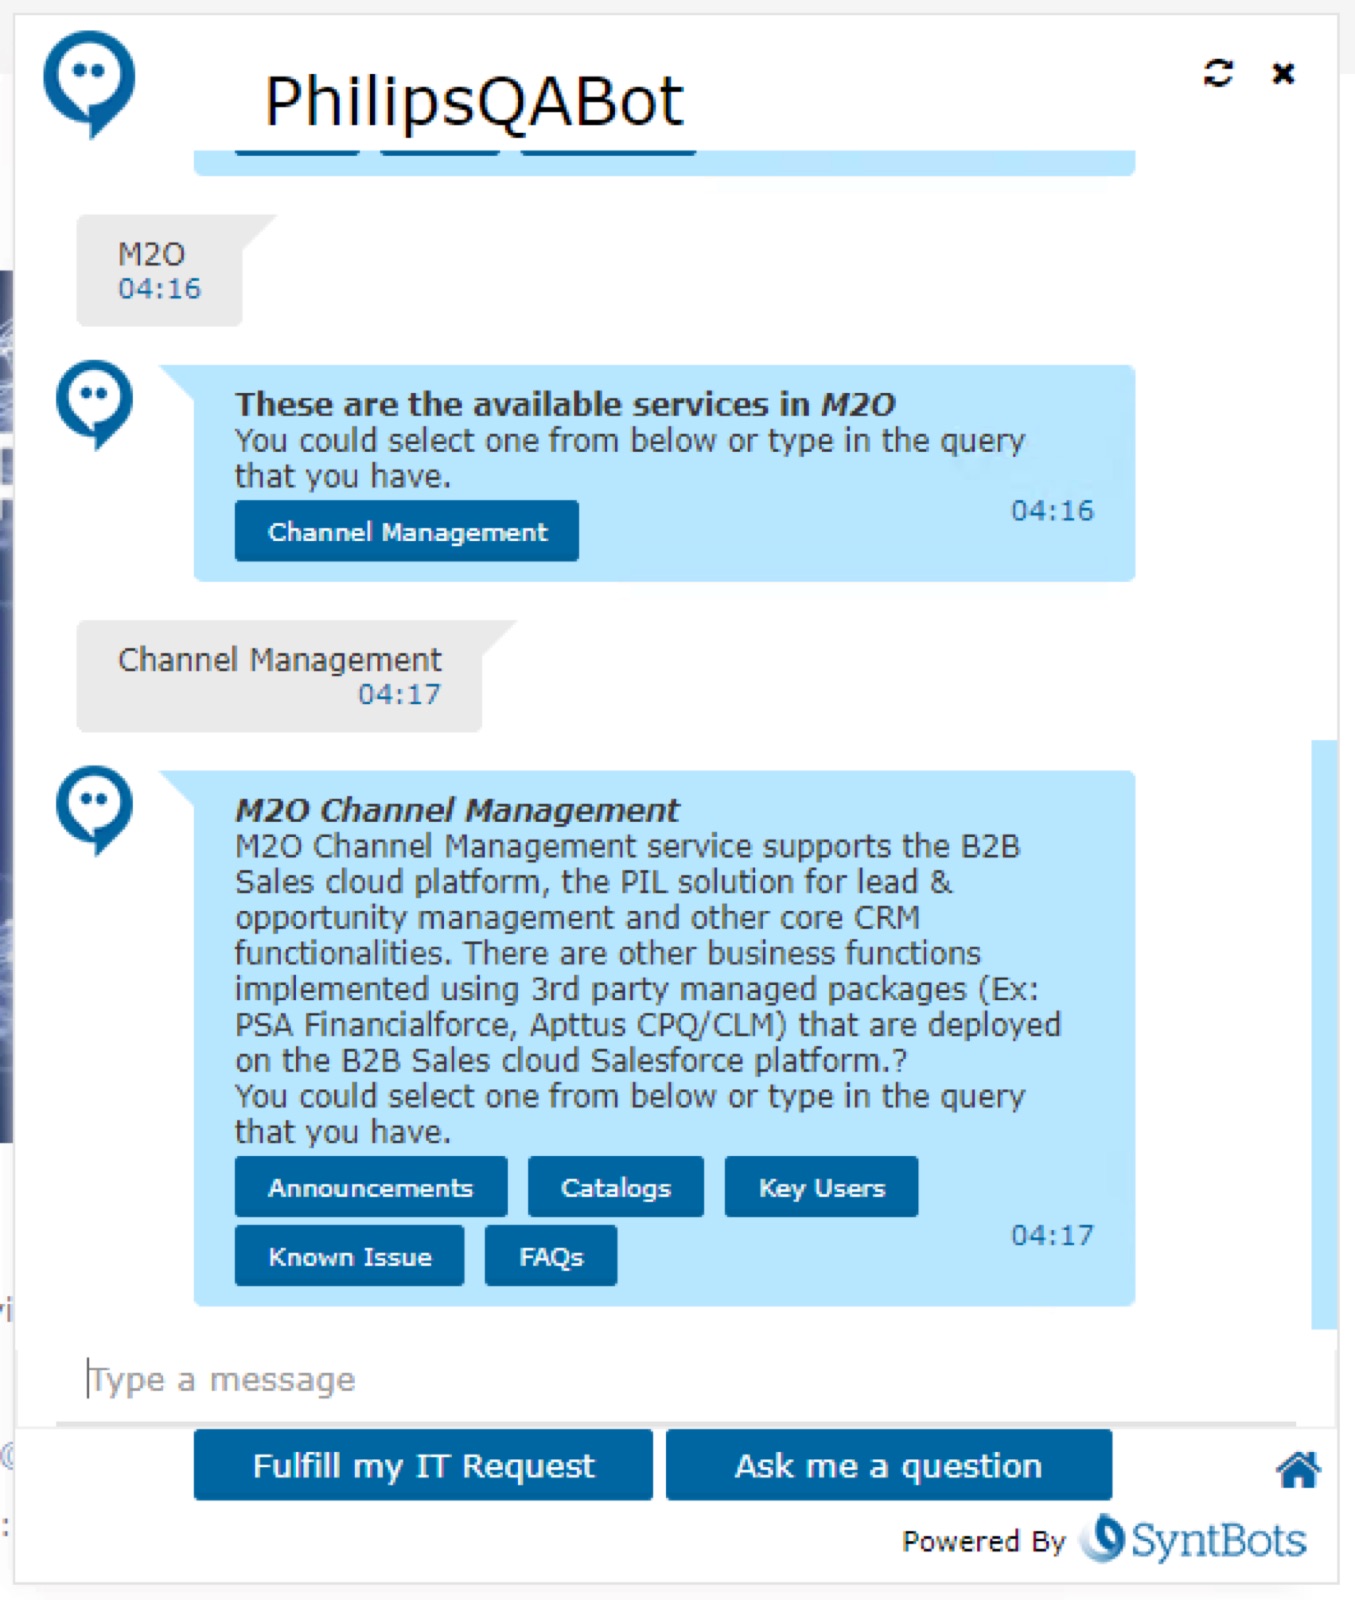 PhilipsQABot
M2O
04:16
These are the available services in M2O
You could select one from below or type in the query
that you have.
04:16
Channel Management
Channel Management
04:17
M2O Channel Management
M2O Channel Management service supports the B2B
Sales cloud platform, the PIL solution for lead &
opportunity management and other core CRM
functionalities. There are other business functions
implemented using 3rd party managed packages (Ex:
PSA Financialforce, Apttus CPQ/CLM) that are deployed
on the B2B Sales cloud Salesforce platform.?
You could select one from below or type in the query
that you have.
Announcements Catalogs Key Users
04:17
Known Issue FAQs
Type a message
Fulfill my IT Request Ask me a question
Powered By SyntBots